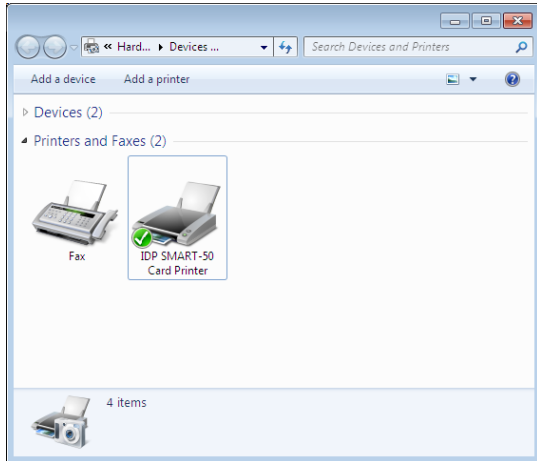 « Hard... ▸ Devices ...
Search Devices and Printers
Add a device Add a printer
Devices (2)
Printers and Faxes (2)
Fax
IDP SMART-50
Card Printer
4 items